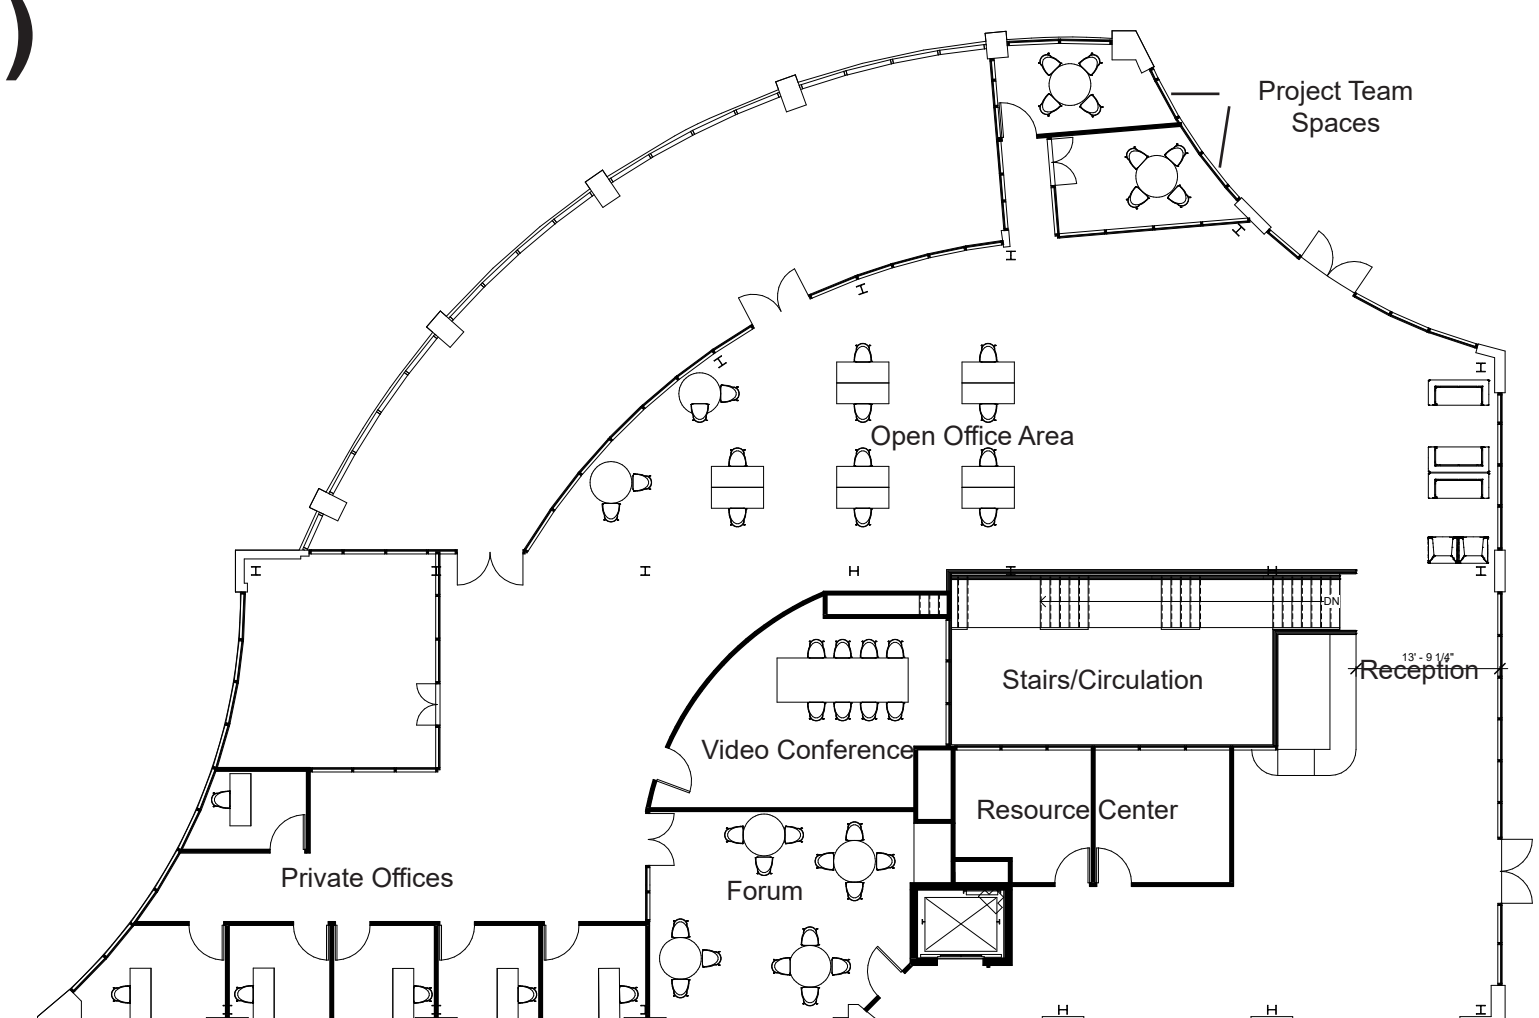 )
Project Team
Spaces
Open Office Area
DN
Stairs/Circulation
13' - 9 1/4"
Reception
Video Conference
Resource Center
Private Offices
Forum